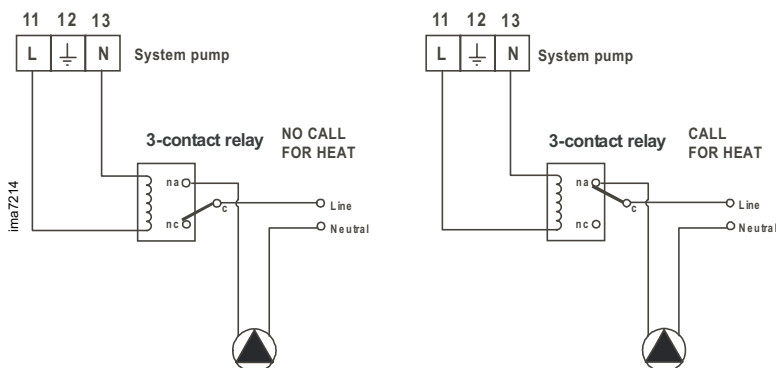 11 12 13
L N System pump
3-contact relay
NO CALL
FOR HEAT
na
nc
c
Line
Neutral
ima7214
11 12 13
L N System pump
3-contact relay
CALL
FOR HEAT
na
nc
c
Line
Neutral